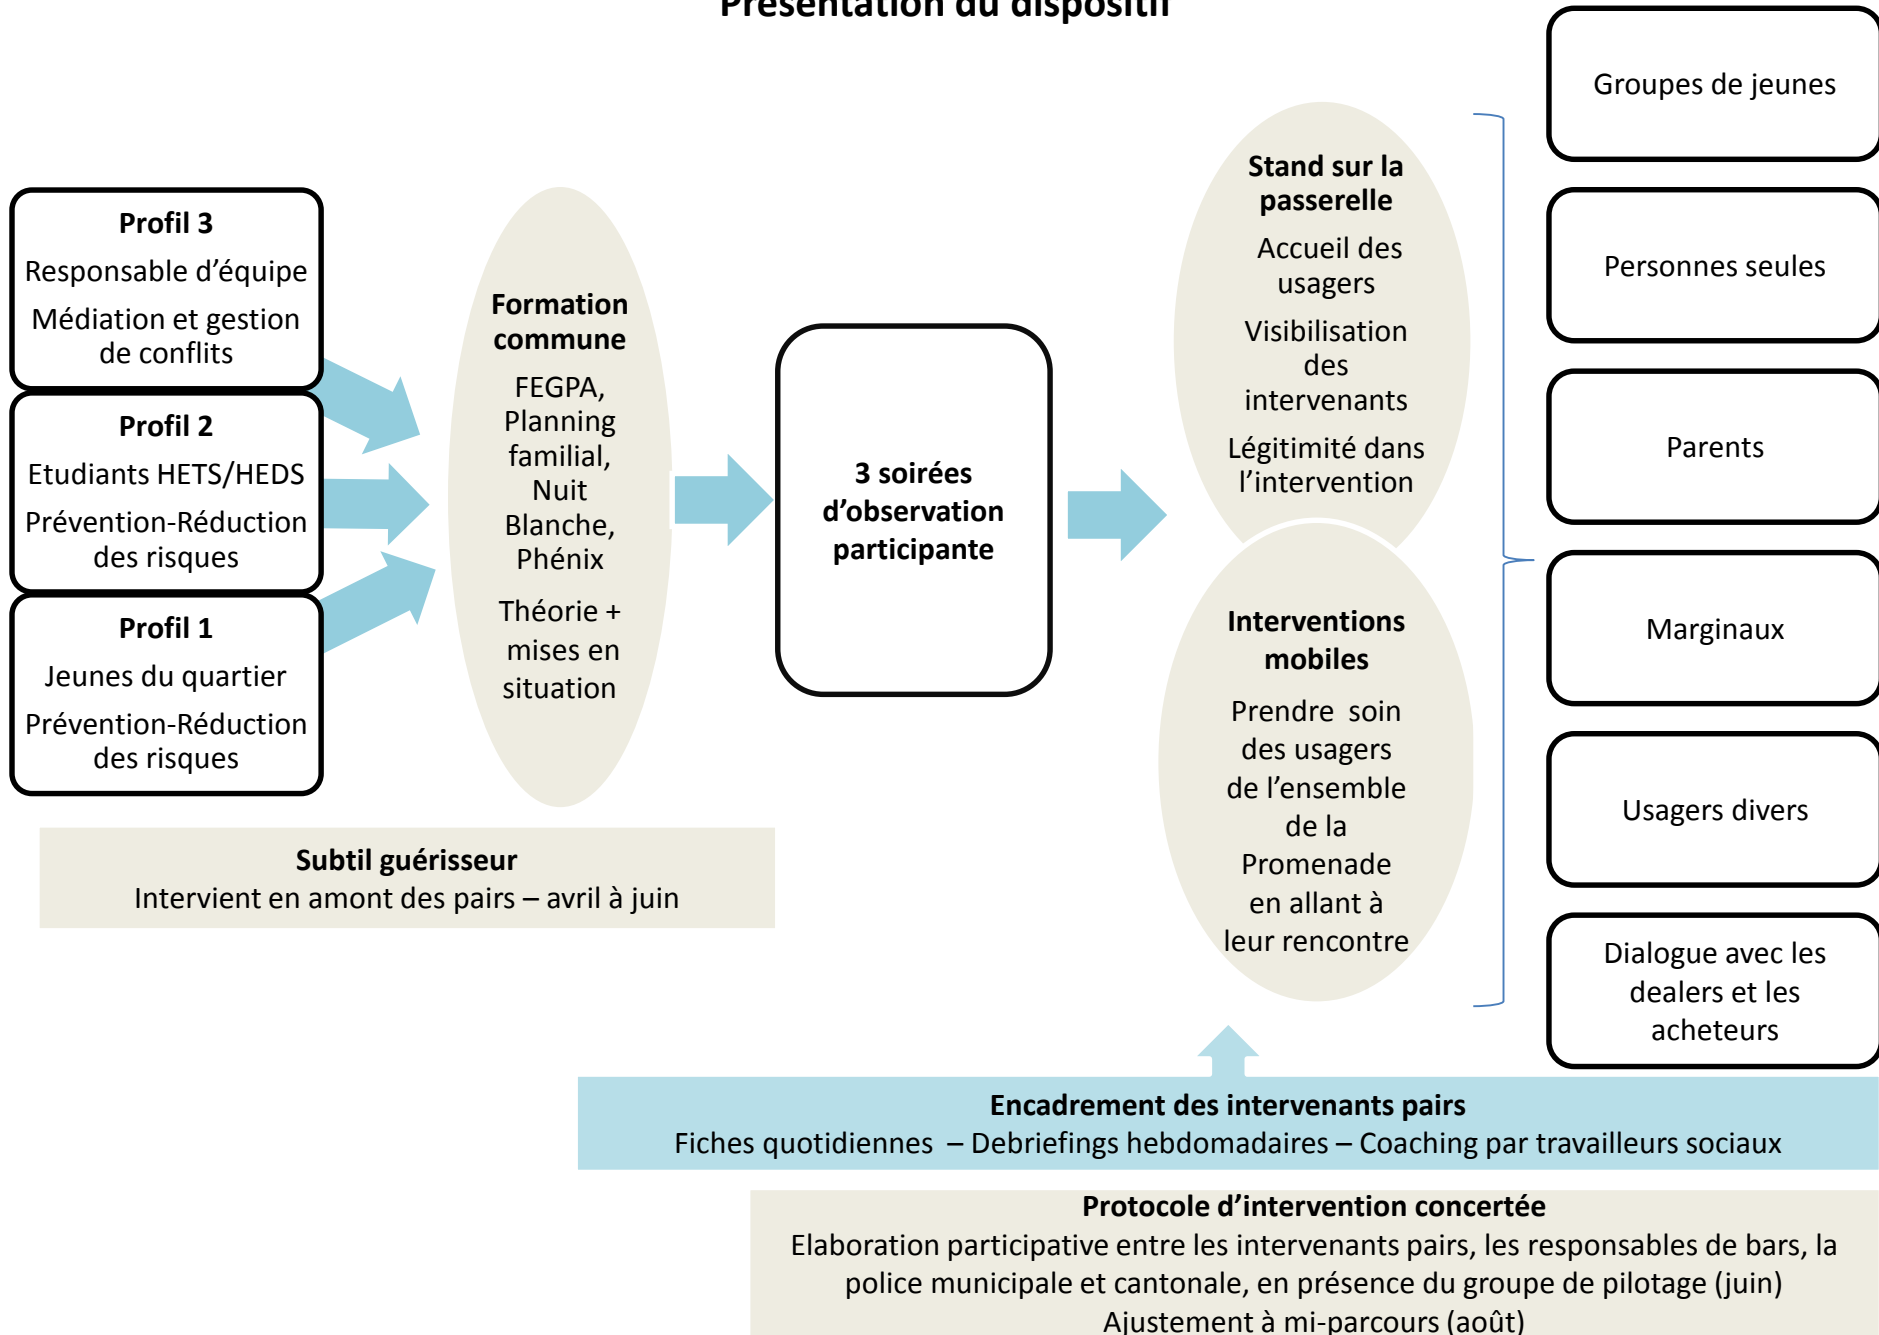 Présentation du dispositif
Profil 3
Responsable d’équipe
Médiation et gestion
de conflits
Profil 2
Etudiants HETS/HEDS
Prévention-Réduction
des risques
Profil 1
Jeunes du quartier
Prévention-Réduction
des risques
Subtil guérisseur
Intervient en amont des pairs – avril à juin
Formation
commune
FEGPA,
Planning
familial,
Nuit
Blanche,
Phénix
Théorie +
mises en
situation
3 soirées
d’observation
participante
Stand sur la
passerelle
Accueil des
usagers
Visibilisation
des
intervenants
Légitimité dans
l’intervention
Interventions
mobiles
Prendre soin
des usagers
de l’ensemble
de la
Promenade
en allant à
leur rencontre
Groupes de jeunes
Personnes seules
Parents
Marginaux
Usagers divers
Dialogue avec les
dealers et les
acheteurs
Encadrement des intervenants pairs
Fiches quotidiennes – Debriefings hebdomadaires – Coaching par travailleurs sociaux
Protocole d’intervention concertée
Elaboration participative entre les intervenants pairs, les responsables de bars, la
police municipale et cantonale, en présence du groupe de pilotage (juin)
Ajustement à mi-parcours (août)